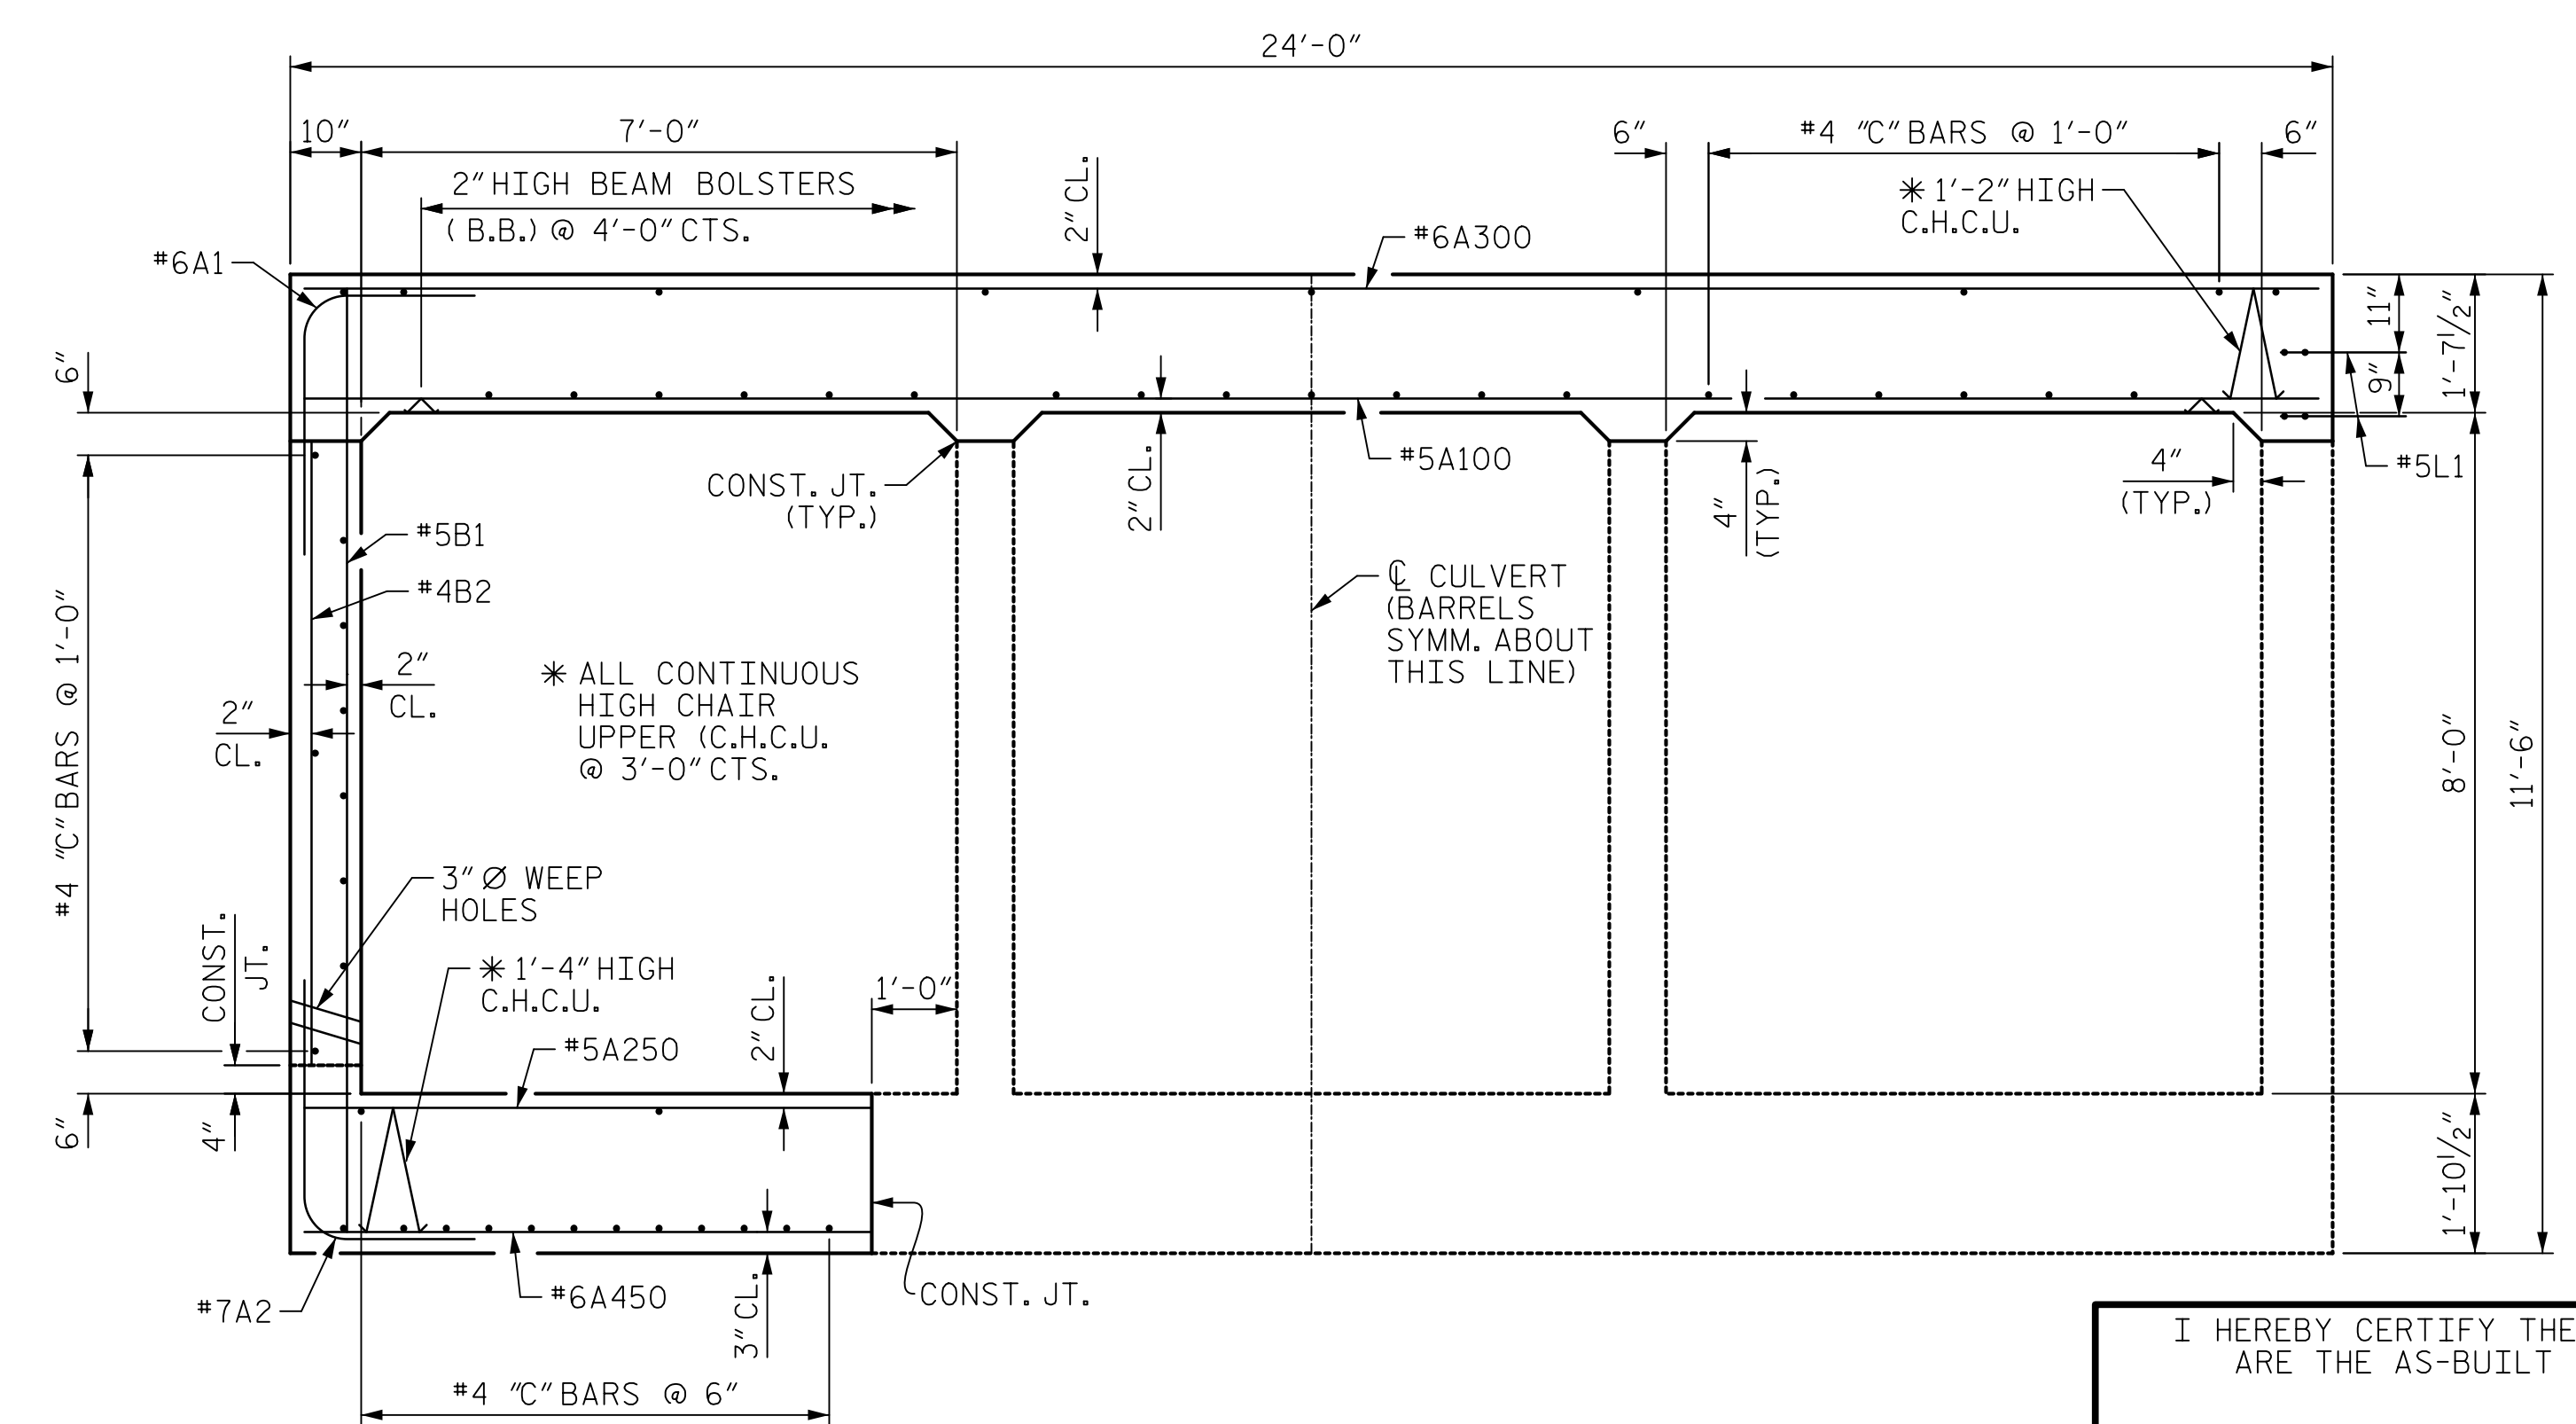 24'-0"
10"
7'-0"
6"
#4 "C" BARS @ 1'-0"
6"
2" HIGH BEAM BOLSTERS
( B.B.) @ 4'-0" CTS.
2" CL.
✳ 1'-2" HIGH
C.H.C.U.
#6A300
#6A1
11"
1'-7 1/2"
9"
6"
#5A100
CONST. JT.
(TYP.)
2" CL.
4"
(TYP.)
4"
(TYP.)
#5L1
#5B1
#4B2
℄ CULVERT
(BARRELS
SYMM. ABOUT
THIS LINE)
#4 "C" BARS @ 1'-0"
2"
CL.
2"
CL.
✳ ALL CONTINUOUS
HIGH CHAIR
UPPER (C.H.C.U.
@ 3'-0" CTS.
8'-0"
11'-6"
3" Ø WEEP
HOLES
CONST.
JT.
✳ 1'-4" HIGH
C.H.C.U.
2" CL.
1'-0"
#5A250
6"
4"
1'-10 1/2"
#7A2
#6A450
3" CL.
CONST. JT.
#4 "C" BARS @ 6"
I HEREBY CERTIFY THE
ARE THE AS-BUILT